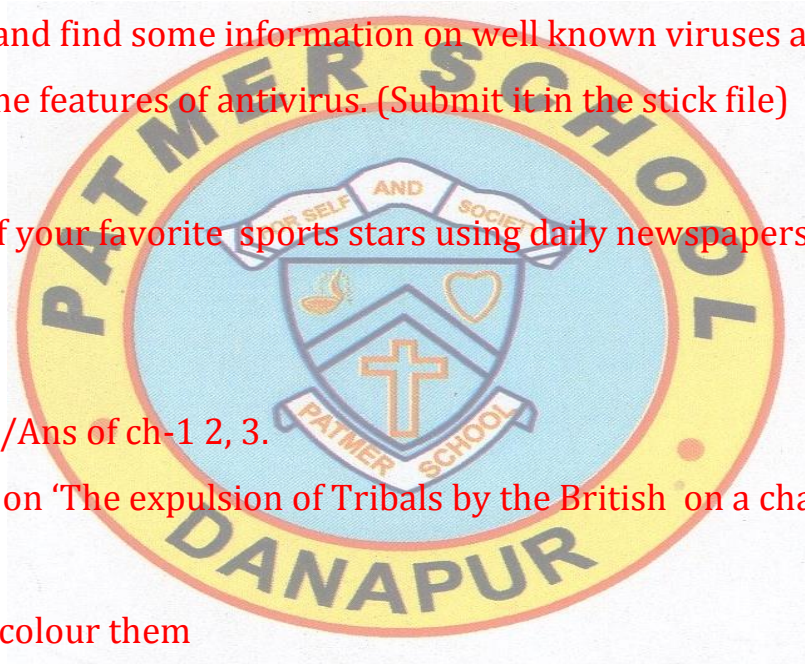 and find some information on well known viruses a
ne features of antivirus. (Submit it in the stick file)
f your favorite sports stars using daily newspapers
/Ans of ch-1 2, 3.
on ‘The expulsion of Tribals by the British on a cha
colour them
PATMER SCHOOL
FOR SELF AND SOCIETY
PATMER SCHOOL
DANAPUR